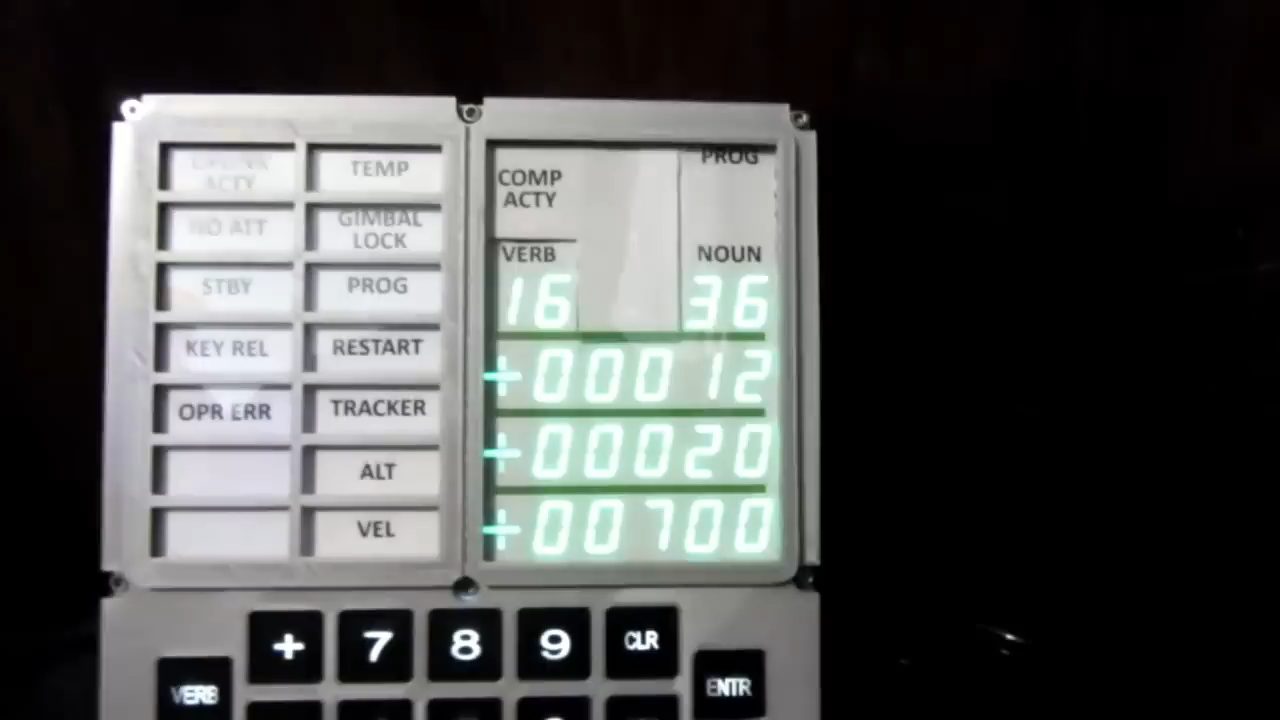 ACTY
TEMP
NO ATT
GIMBAL
LOCK
STBY
PROG
KEY REL
RESTART
OPR ERR
TRACKER
ALT
VEL
COMP
ACTY
PROG
VERB
NOUN
16
36
+00012
+00020
+00700
+
7
8
9
CLR
VERB
ENTR